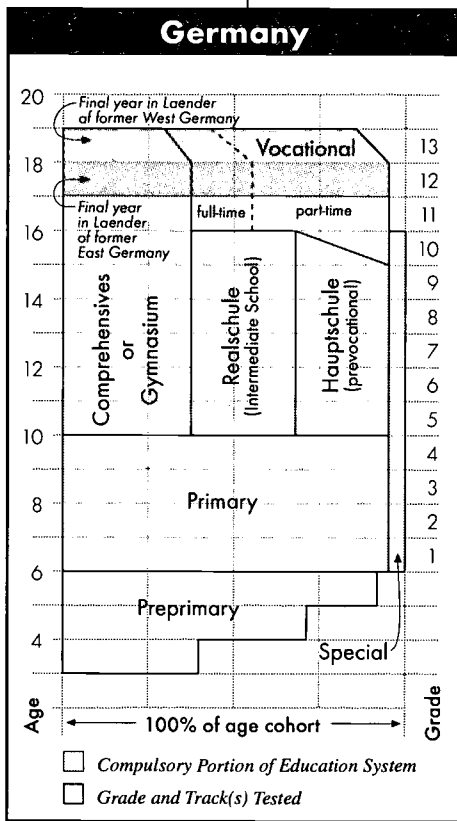 Germany
20
Final year in Laender
of former West Germany
Vocational
13
18
12
Final year
in Laender
of former
East Germany
full-time
part-time
11
16
10
Comprehensives
or
Gymnasium
Realschule
(Intermediate School)
Hauptschule
(prevocational)
14
9
8
12
7
6
10
5
4
8
Primary
3
2
6
1
Preprimary
4
Special
Age
100% of age cohort
Grade
Compulsory Portion of Education System
Grade and Track(s) Tested